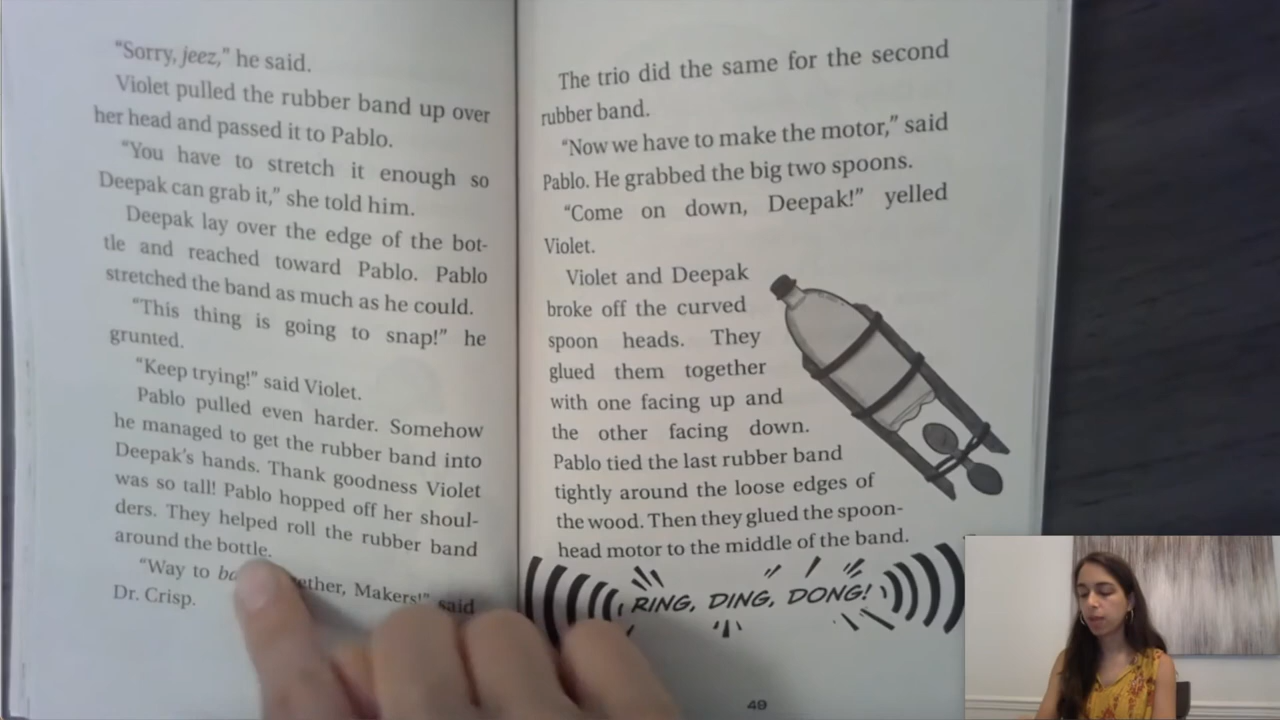 “Sorry, jeez,” he said.
Violet pulled the rubber band up over
her head and passed it to Pablo.
“You have to stretch it enough so
Deepak can grab it,” she told him.
Deepak lay over the edge of the bot-
tle and reached toward Pablo. Pablo
stretched the band as much as he could.
“This thing is going to snap!” he
grunted.
“Keep trying!” said Violet.
Pablo pulled even harder. Somehow
he managed to get the rubber band into
Deepak’s hands. Thank goodness Violet
was so tall! Pablo hopped off her shoul-
ders. They helped roll the rubber band
around the bottle.
“Way to Makers!” said
Dr. Crisp.
The trio did the same for the second
rubber band.
“Now we have to make the motor,” said
Pablo. He grabbed the big two spoons.
“Come on down, Deepak!” yelled
Violet.
Violet and Deepak
broke off the curved
spoon heads. They
glued them together
with one facing up and
the other facing down.
Pablo tied the last rubber band
tightly around the loose edges of
the wood. Then they glued the spoon-
head motor to the middle of the band.
RING, DING, DONG!
49